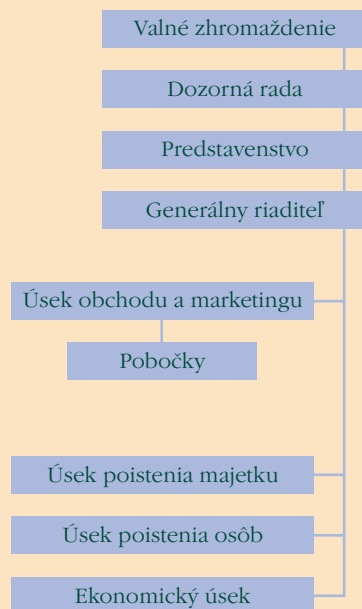 Valné zhromaždenie
Dozorná rada
Predstavenstvo
Generálny riaditeľ
Úsek obchodu a marketingu
Pobočky
Úsek poistenia majetku
Úsek poistenia osôb
Ekonomický úsek